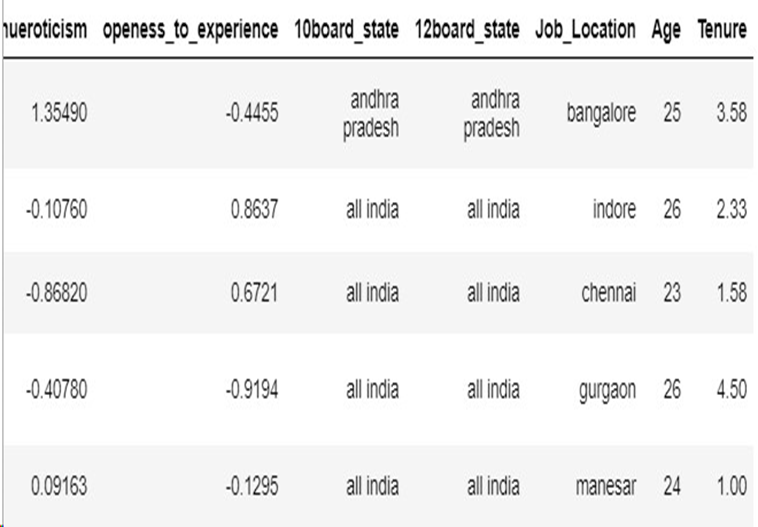 nueroticism openess_to_experience 10board_state 12board_state Job_Location Age Tenure
1.35490 -0.4455 andhra pradesh andhra pradesh bangalore 25 3.58
-0.10760 0.8637 all india all india indore 26 2.33
-0.86820 0.6721 all india all india chennai 23 1.58
-0.40780 -0.9194 all india all india gurgaon 26 4.50
0.09163 -0.1295 all india all india manesar 24 1.00